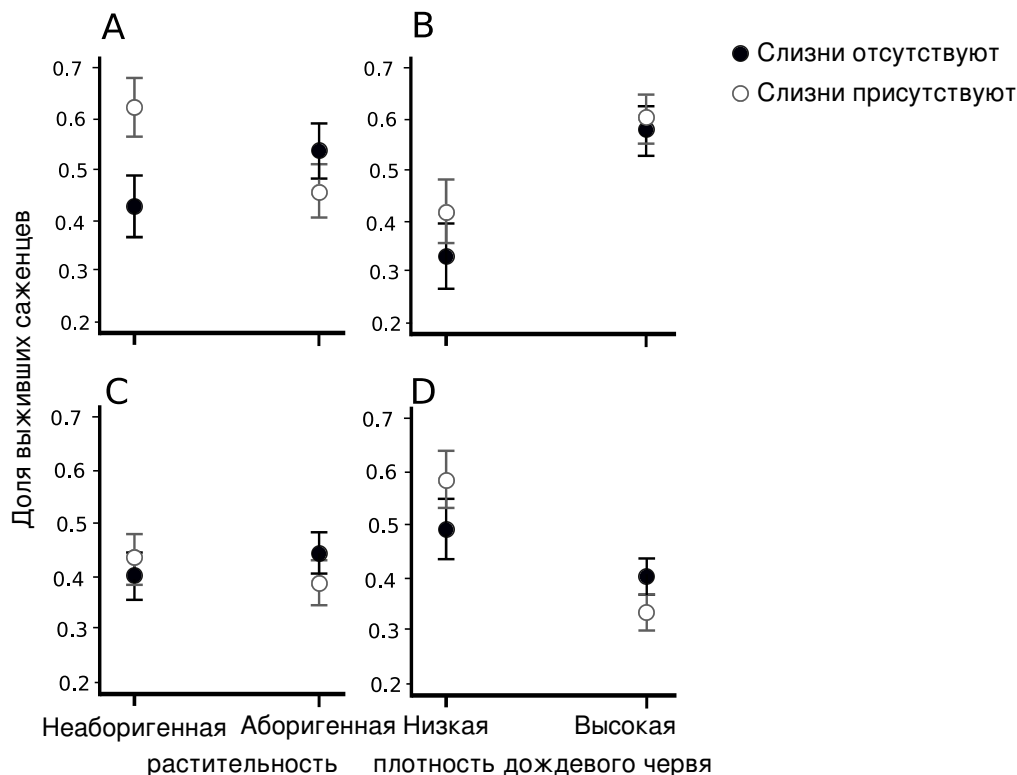 A
B
Слизни отсутствуют
Слизни присутствуют
0.7
0.6
0.5
0.4
0.3
0.2
0.7
0.6
0.5
0.4
0.3
0.2
Доля выживших саженцев
C
D
0.7
0.6
0.5
0.4
0.3
0.2
0.7
0.6
0.5
0.4
0.3
0.2
Неаборигенная Аборигенная Низкая Высокая
растительность плотность дождевого червя